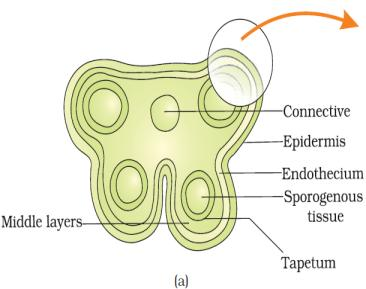 Connective
Epidermis
Endothecium
Sporogenous
tissue
Middle layers
Tapetum
(a)